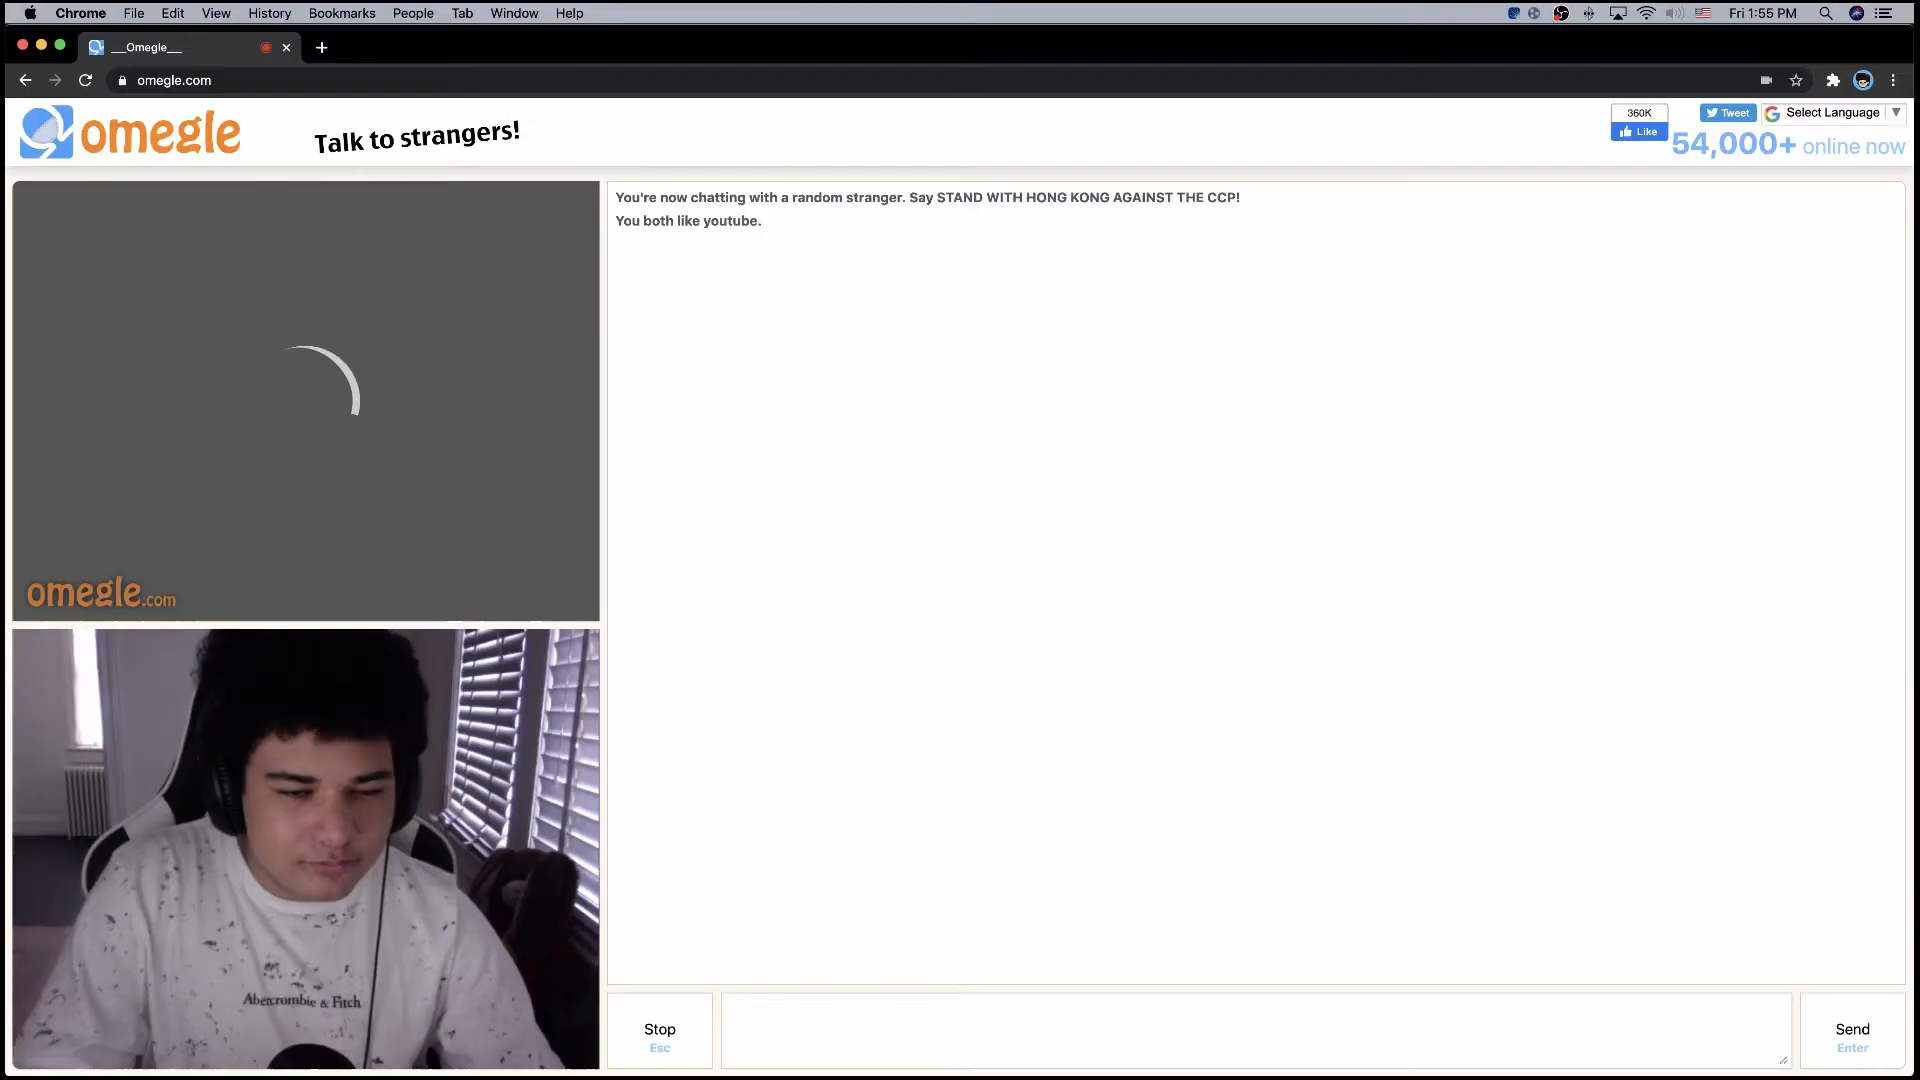 Chrome File Edit View History Bookmarks People Tab Window Help Fri 1:55 PM
__Omegle__
omegle.com
omegle
Talk to strangers!
360K
Like
Tweet
Select Language
54,000+ online now
You're now chatting with a random stranger. Say STAND WITH HONG KONG AGAINST THE CCP!
You both like youtube.
omegle.com
Abercrombie & Fitch
Stop
Esc
Send
Enter